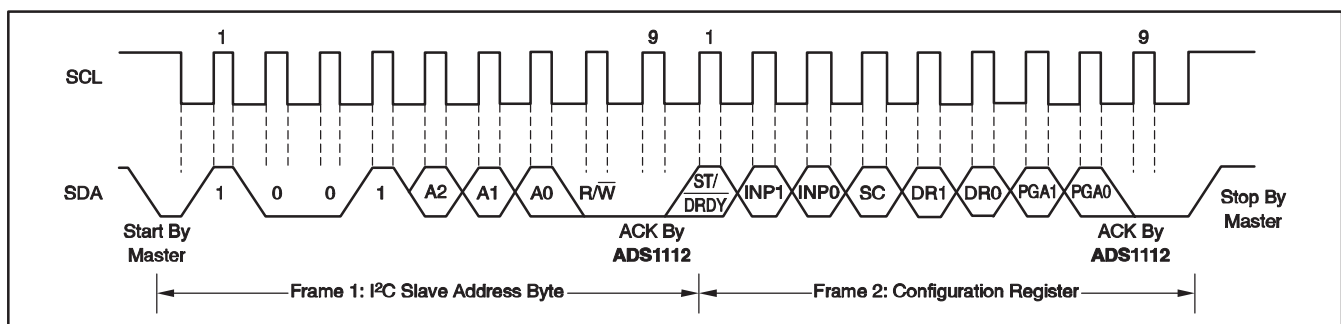 1 9 1 9
SCL
SDA 1 0 0 1 A2 A1 A0 R/W̅ ST/DRDY̅ INP1 INP0 SC DR1 DR0 PGA1 PGA0
Start By Master
ACK By ADS1112
ACK By ADS1112
Stop By Master
Frame 1: I²C Slave Address Byte
Frame 2: Configuration Register